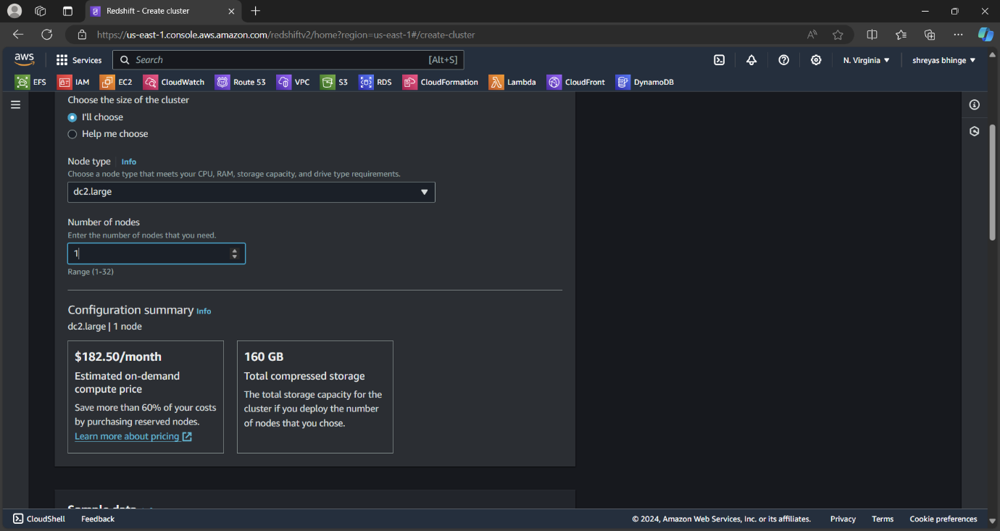 Redshift - Create cluster
https://us-east-1.console.aws.amazon.com/redshiftv2/home?region=us-east-1#/create-cluster
aws Services Search [Alt+S] N. Virginia shreyas bhinge
EFS IAM EC2 CloudWatch Route 53 VPC S3 RDS CloudFormation Lambda CloudFront DynamoDB
Choose the size of the cluster
I'll choose
Help me choose
Node type Info
Choose a node type that meets your CPU, RAM, storage capacity, and drive type requirements.
dc2.large
Number of nodes
Enter the number of nodes that you need.
1
Range (1-32)
Configuration summary Info
dc2.large | 1 node
$182.50/month
Estimated on-demand
compute price
Save more than 60% of your costs
by purchasing reserved nodes.
Learn more about pricing
160 GB
Total compressed storage
The total storage capacity for the
cluster if you deploy the number
of nodes that you chose.
Sample data
CloudShell Feedback © 2024, Amazon Web Services, Inc. or its affiliates. Privacy Terms Cookie preferences